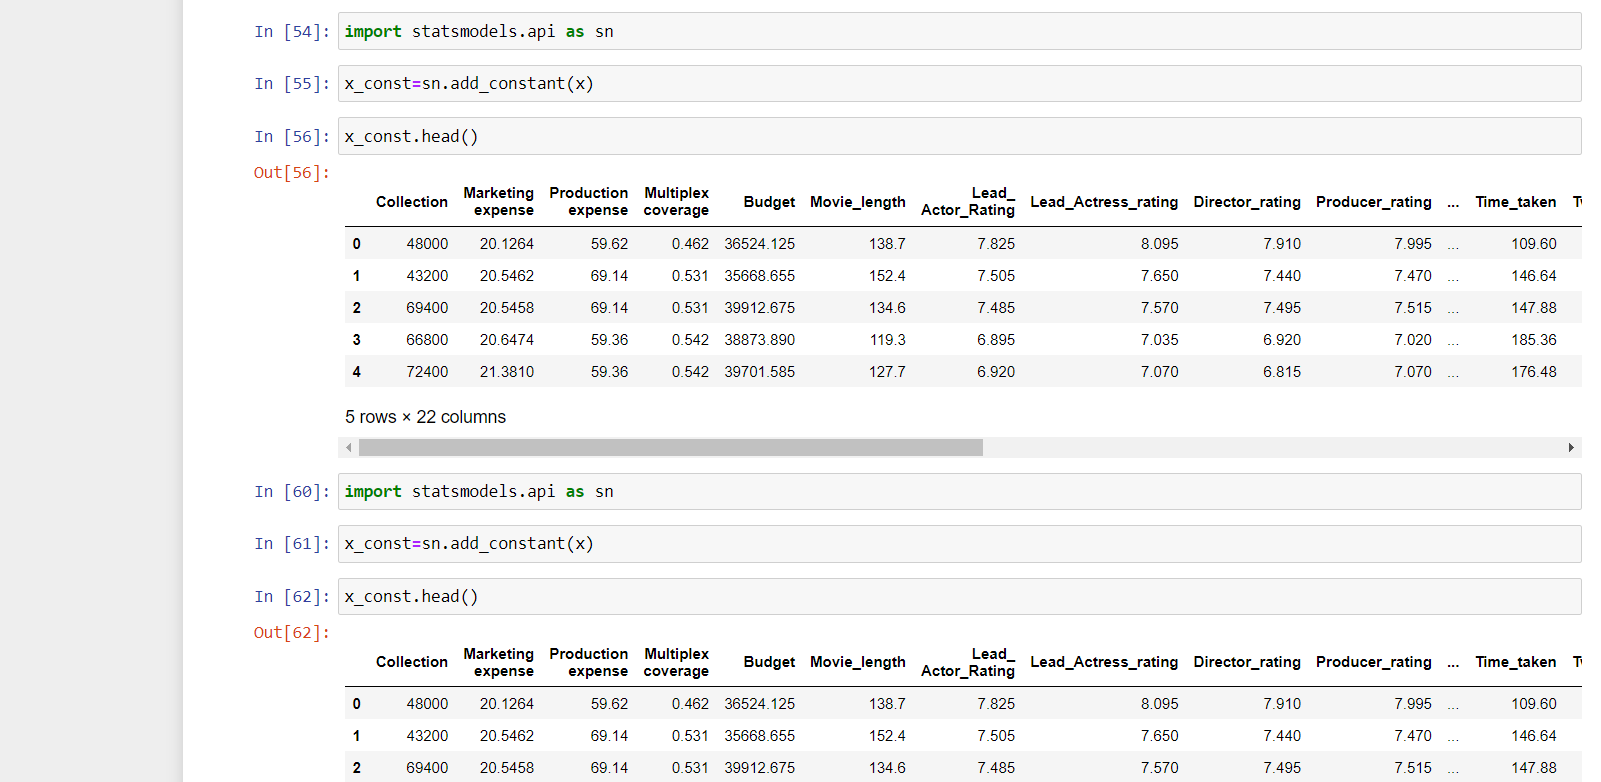 In [54]: import statsmodels.api as sn
In [55]: x_const=sn.add_constant(x)
In [56]: x_const.head()
Out[56]:
Collection Marketing expense Production expense Multiplex coverage Budget Movie_length Lead_ Actor_Rating Lead_Actress_rating Director_rating Producer_rating ... Time_taken
0 48000 20.1264 59.62 0.462 36524.125 138.7 7.825 8.095 7.910 7.995 ... 109.60
1 43200 20.5462 69.14 0.531 35668.655 152.4 7.505 7.650 7.440 7.470 ... 146.64
2 69400 20.5458 69.14 0.531 39912.675 134.6 7.485 7.570 7.495 7.515 ... 147.88
3 66800 20.6474 59.36 0.542 38873.890 119.3 6.895 7.035 6.920 7.020 ... 185.36
4 72400 21.3810 59.36 0.542 39701.585 127.7 6.920 7.070 6.815 7.070 ... 176.48
5 rows × 22 columns
In [60]: import statsmodels.api as sn
In [61]: x_const=sn.add_constant(x)
In [62]: x_const.head()
Out[62]:
Collection Marketing expense Production expense Multiplex coverage Budget Movie_length Lead_ Actor_Rating Lead_Actress_rating Director_rating Producer_rating ... Time_taken
0 48000 20.1264 59.62 0.462 36524.125 138.7 7.825 8.095 7.910 7.995 ... 109.60
1 43200 20.5462 69.14 0.531 35668.655 152.4 7.505 7.650 7.440 7.470 ... 146.64
2 69400 20.5458 69.14 0.531 39912.675 134.6 7.485 7.570 7.495 7.515 ... 147.88